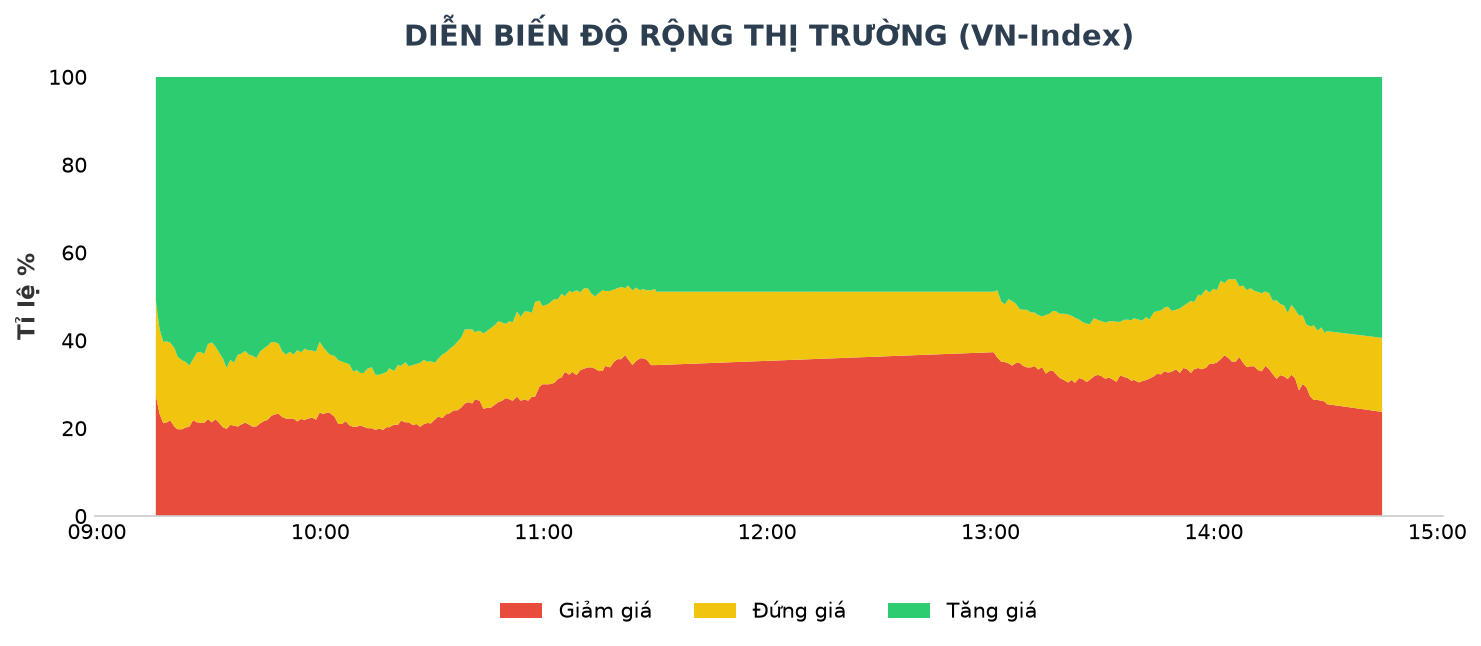 DIỄN BIẾN ĐỘ RỘNG THỊ TRƯỜNG (VN-Index)
Tỉ lệ %
100
80
60
40
20
0
09:00 10:00 11:00 12:00 13:00 14:00 15:00
Giảm giá Đứng giá Tăng giá